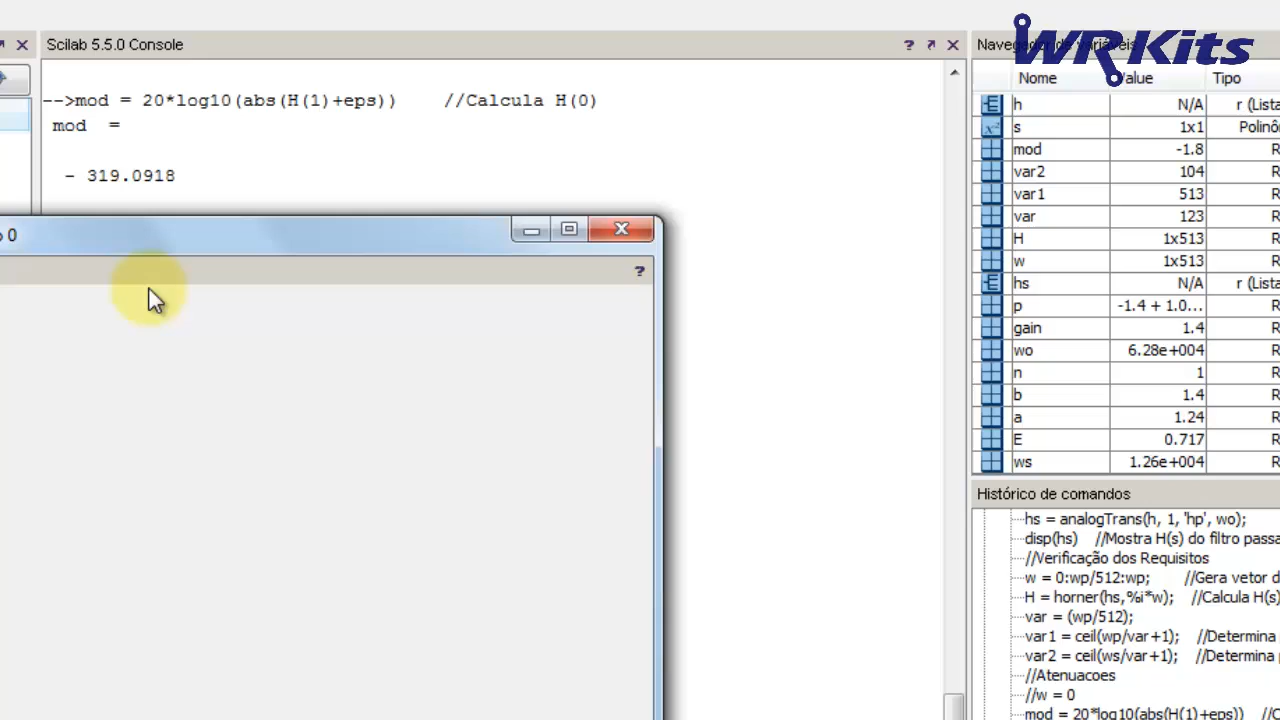 WRKits
Scilab 5.5.0 Console
-->mod = 20*log10(abs(H(1)+eps)) //Calcula H(0)
mod =
- 319.0918
0
Nome Value Tipo
h N/A r (Lista
s 1x1 Polinô
mod -1.8 R
var2 104 R
var1 513 R
var 123 R
H 1x513 R
w 1x513 R
hs N/A r (Lista
p -1.4 + 1.0... R
gain 1.4 R
wo 6.28e+004 R
n 1 R
b 1.4 R
a 1.24 R
E 0.717 R
ws 1.26e+004 R
Histórico de comandos
hs = analogTrans(h, 1, 'hp', wo);
disp(hs) //Mostra H(s) do filtro passa
//Verificação dos Requisitos
w = 0:wp/512:wp; //Gera vetor d
H = horner(hs,%i*w); //Calcula H(s)
var = (wp/512);
var1 = ceil(wp/var+1); //Determina
var2 = ceil(ws/var+1); //Determina
//Atenuacoes
//w = 0
mod = 20*log10(abs(H(1)+eps)) //C